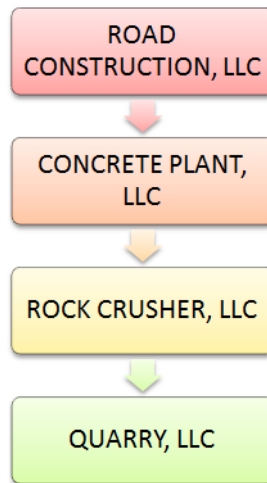 ROAD
CONSTRUCTION, LLC
CONCRETE PLANT,
LLC
ROCK CRUSHER, LLC
QUARRY, LLC